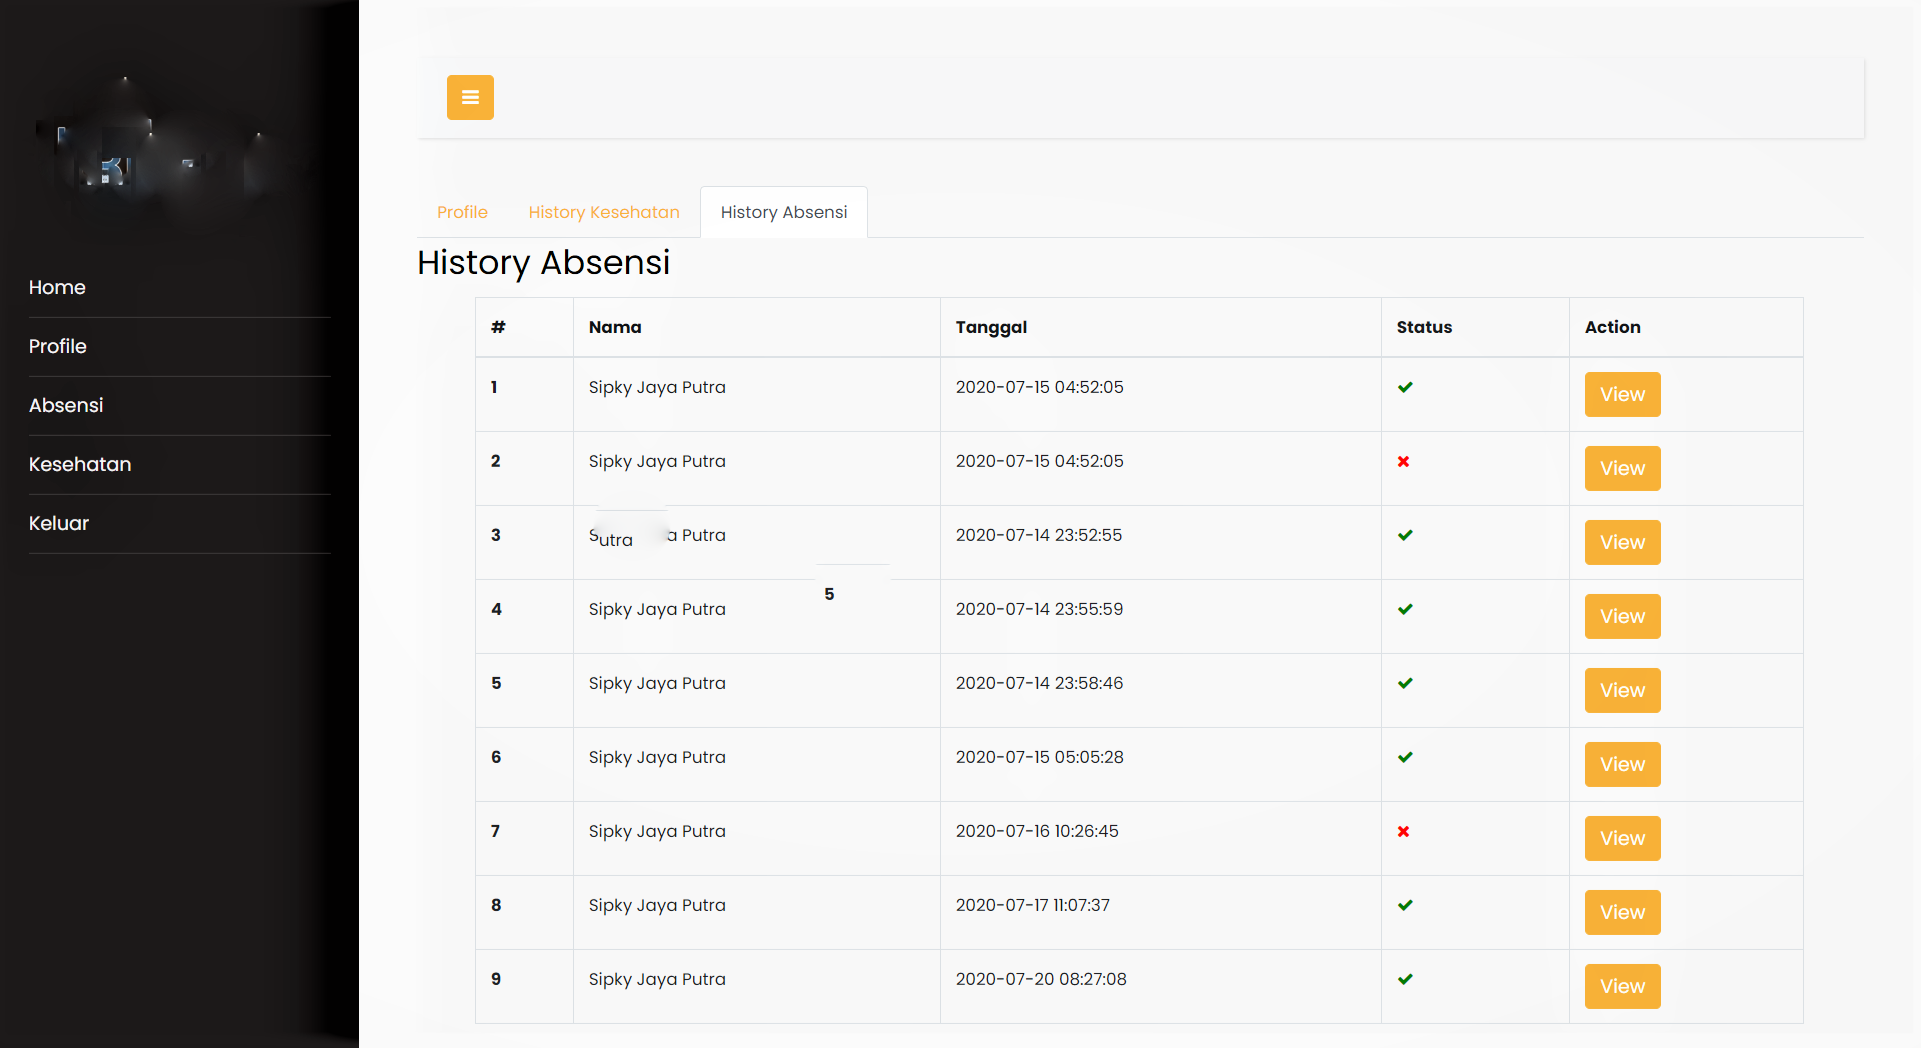 Home
Profile
Absensi
Kesehatan
Keluar
Profile History Kesehatan History Absensi
History Absensi
# Nama Tanggal Status Action
1 Sipky Jaya Putra 2020-07-15 04:52:05 View
2 Sipky Jaya Putra 2020-07-15 04:52:05 View
3 a Putra 2020-07-14 23:52:55 View
utra
5
4 Sipky Jaya Putra 2020-07-14 23:55:59 View
5 Sipky Jaya Putra 2020-07-14 23:58:46 View
6 Sipky Jaya Putra 2020-07-15 05:05:28 View
7 Sipky Jaya Putra 2020-07-16 10:26:45 View
8 Sipky Jaya Putra 2020-07-17 11:07:37 View
9 Sipky Jaya Putra 2020-07-20 08:27:08 View